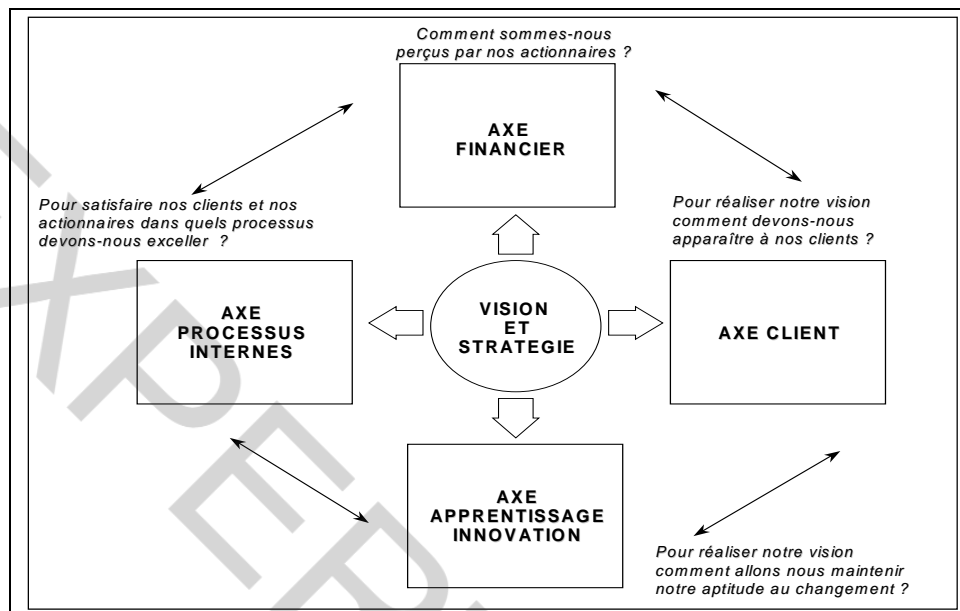 Comment sommes-nous
perçus par nos actionnaires ?
AXE
FINANCIER
Pour satisfaire nos clients et nos
actionnaires dans quels processus
devons-nous exceller ?
Pour réaliser notre vision
comment devons-nous
apparaître à nos clients ?
AXE
PROCESSUS
INTERNES
VISION
ET
STRATEGIE
AXE CLIENT
AXE
APPRENTISSAGE
INNOVATION
Pour réaliser notre vision
comment allons nous maintenir
notre aptitude au changement ?